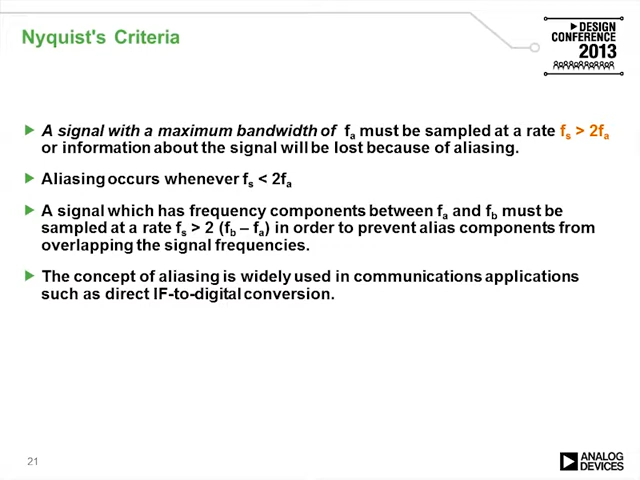 Nyquist's Criteria
DESIGN
CONFERENCE
2013
A signal with a maximum bandwidth of fa must be sampled at a rate fs > 2fa
or information about the signal will be lost because of aliasing.
Aliasing occurs whenever fs < 2fa
A signal which has frequency components between fa and fb must be
sampled at a rate fs > 2 (fb – fa) in order to prevent alias components from
overlapping the signal frequencies.
The concept of aliasing is widely used in communications applications
such as direct IF-to-digital conversion.
21
ANALOG
DEVICES